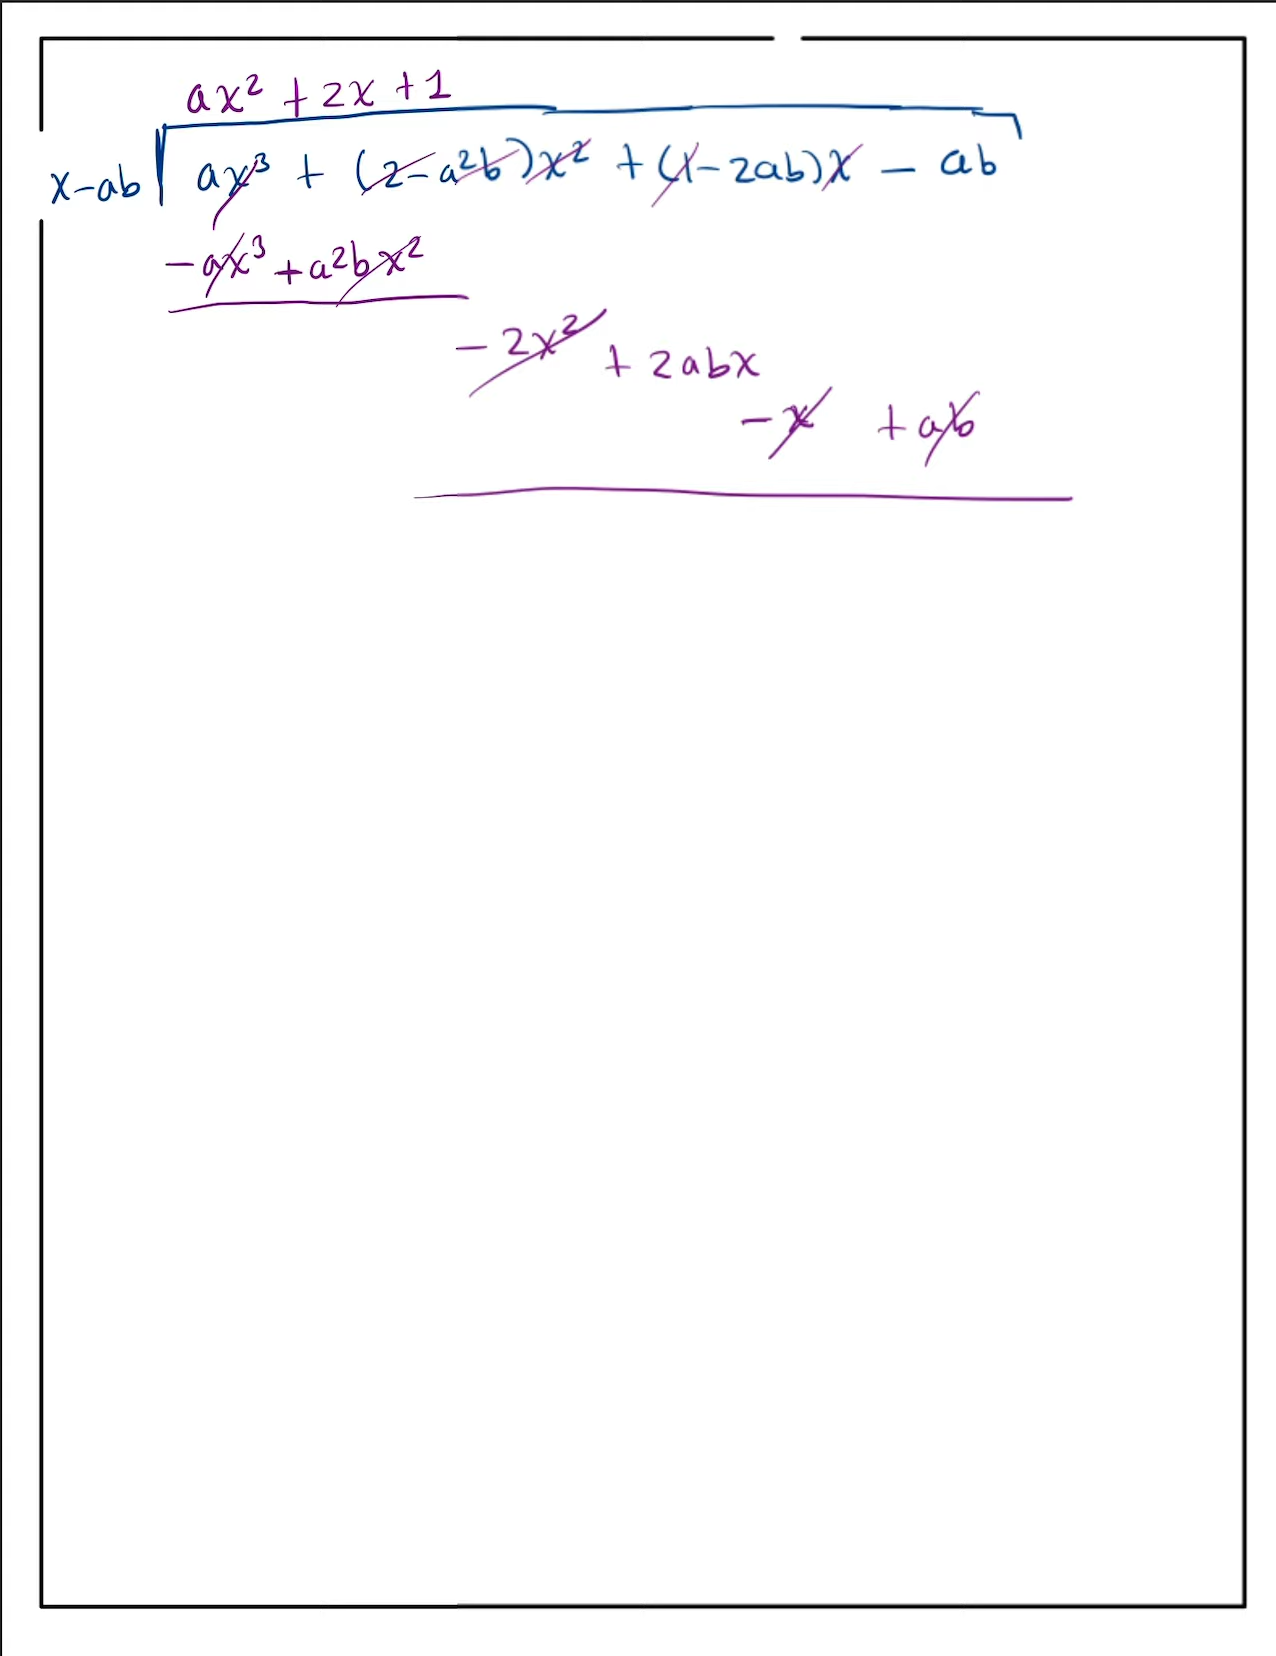 ax² + 2x + 1
x-ab ax³ + (2-a²b)x² + (1-2ab)x - ab
-ax³ + a²bx²
-2x² + 2abx
-x + ab